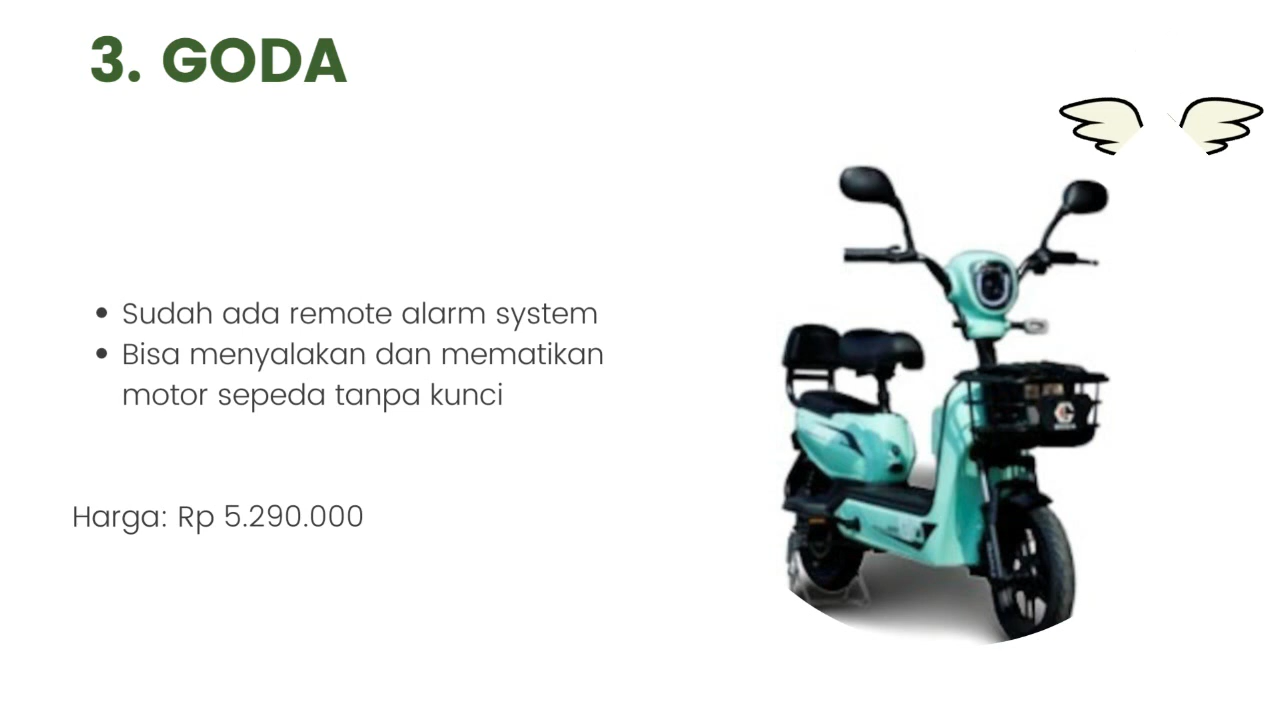 3. GODA
• Sudah ada remote alarm system
• Bisa menyalakan dan mematikan
motor sepeda tanpa kunci
Harga: Rp 5.290.000